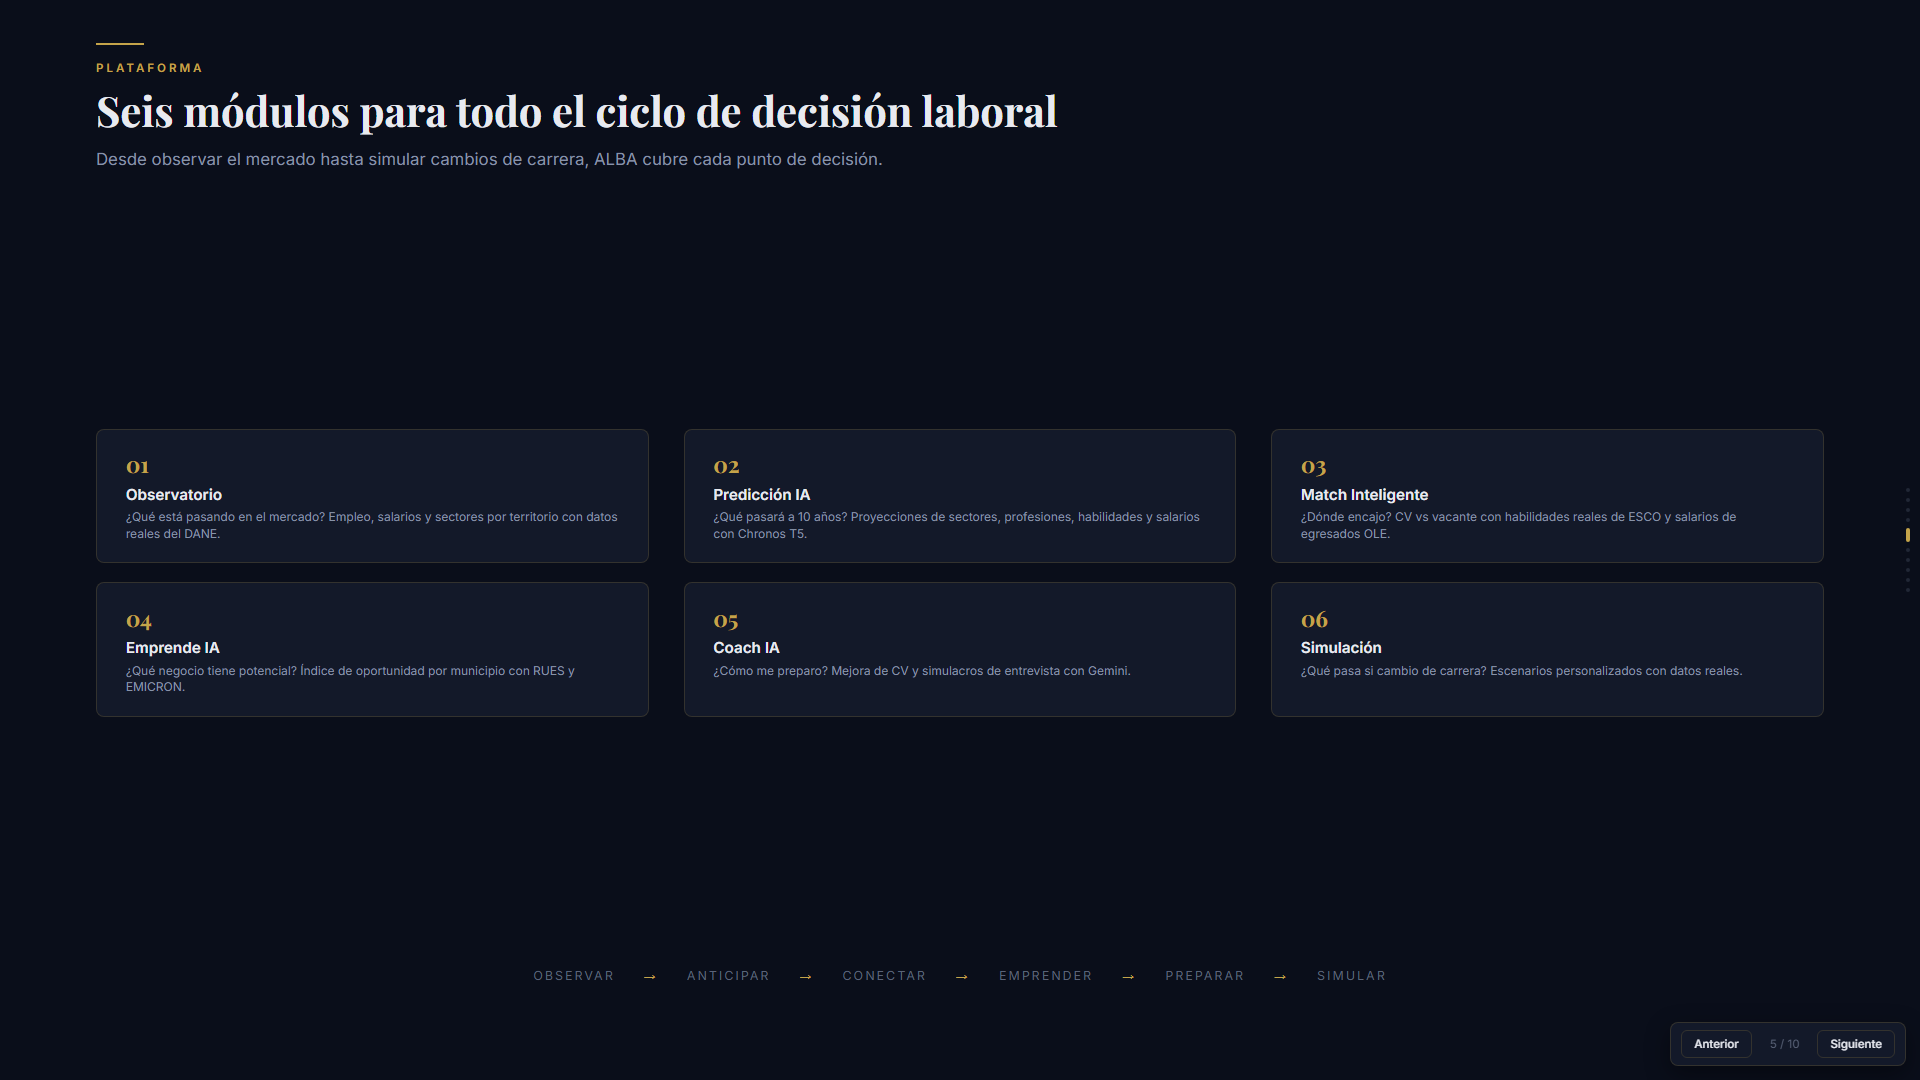 PLATAFORMA
Seis módulos para todo el ciclo de decisión laboral
Desde observar el mercado hasta simular cambios de carrera, ALBA cubre cada punto de decisión.
01
Observatorio
¿Qué está pasando en el mercado? Empleo, salarios y sectores por territorio con datos
reales del DANE.
02
Predicción IA
¿Qué pasará a 10 años? Proyecciones de sectores, profesiones, habilidades y salarios
con Chronos T5.
03
Match Inteligente
¿Dónde encajo? CV vs vacante con habilidades reales de ESCO y salarios de
egresados OLE.
04
Emprende IA
¿Qué negocio tiene potencial? Índice de oportunidad por municipio con RUES y
EMICRON.
05
Coach IA
¿Cómo me preparo? Mejora de CV y simulacros de entrevista con Gemini.
06
Simulación
¿Qué pasa si cambio de carrera? Escenarios personalizados con datos reales.
OBSERVAR → ANTICIPAR → CONECTAR → EMPRENDER → PREPARAR → SIMULAR
Anterior 5 / 10 Siguiente